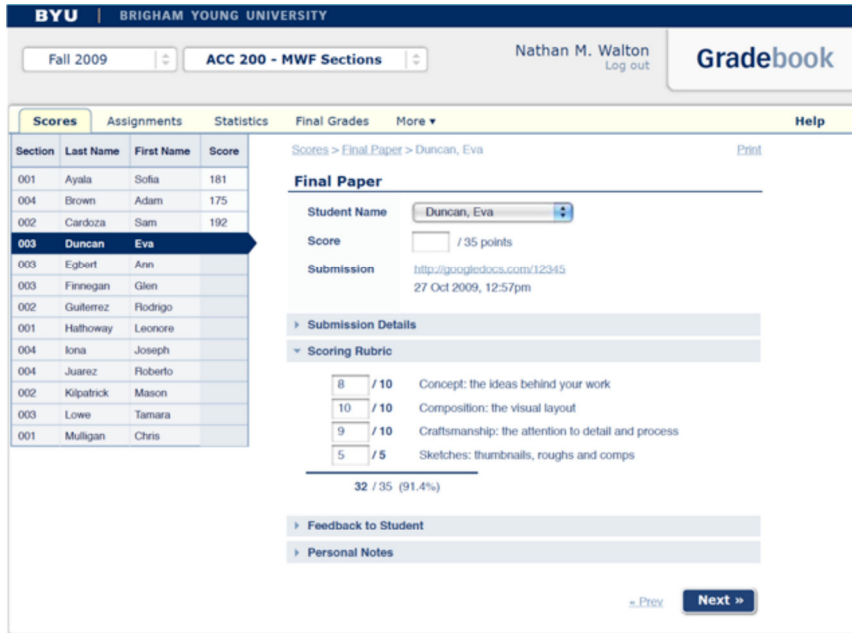 BYU | BRIGHAM YOUNG UNIVERSITY
Fall 2009 ACC 200 - MWF Sections Nathan M. Walton Gradebook
Log out
Scores Assignments Statistics Final Grades More ▾ Help
Section Last Name First Name Score
001 Ayala Sofia 181
004 Brown Adam 175
002 Cardoza Sam 192
003 Duncan Eva
003 Egbert Ann
003 Finnegan Glen
002 Guiterrez Rodrigo
001 Hathoway Leonore
004 Iona Joseph
004 Juarez Roberto
002 Kilpatrick Mason
003 Lowe Tamara
001 Mulligan Chris
Scores > Final Paper > Duncan, Eva Print
Final Paper
Student Name Duncan, Eva
Score / 35 points
Submission http://googledocs.com/12345
27 Oct 2009, 12:57pm
Submission Details
Scoring Rubric
8 / 10 Concept: the ideas behind your work
10 / 10 Composition: the visual layout
9 / 10 Craftsmanship: the attention to detail and process
5 / 5 Sketches: thumbnails, roughs and comps
32 / 35 (91.4%)
Feedback to Student
Personal Notes
« Prev Next »